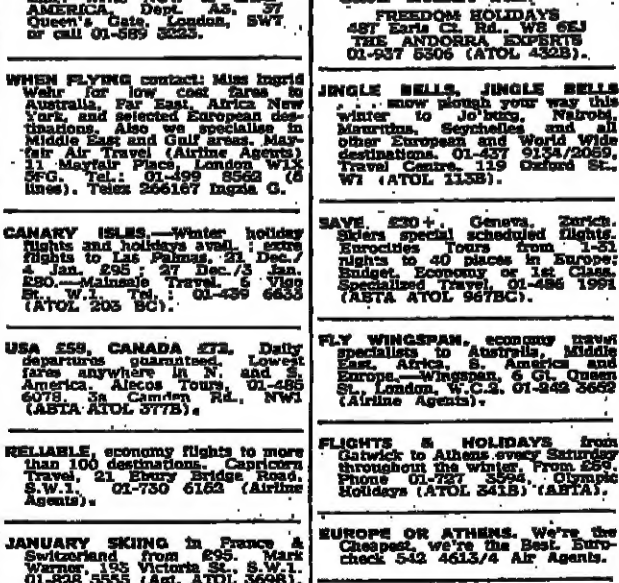 AMERICA. Dept. A3. 37
Queen's Gate, London, SW7
or call 01-589 3223.
WHEN FLYING contact: Miss Ingrid
Wehr for low cost fares to
Australia, Far East, Africa New
York, and selected European des-
tinations. Also we specialise in
Middle East and Gulf areas. May-
fair Air Travel (Airline Agents)
11 Mayfair Place, London W1X
5FG. Tel.: 01-499 8562 (8
lines). Telex 266167 Ingzia G.
CANARY ISLES.—Winter holiday
flights and holidays avail. : extra
flights to Las Palmas, 21 Dec./
4 Jan. £95 ; 27 Dec./3 Jan.
£80.—Mainsale Travel. 6 Vigo
St., W.1. Tel. : 01-439 6633
(ATOL 203 BC).
USA £59, CANADA £72, Daily
departures guaranteed. Lowest
fares anywhere in N. and S.
America. Alecos Tours, 01-485
6078. 3a Camden Rd., NW1
(ABTA ATOL 377B).
RELIABLE, economy flights to more
than 100 destinations. Capricorn
Travel, 21 Ebury Bridge Road.
S.W.1. 01-730 6152 (Airline
Agents).
JANUARY SKIING in France &
Switzerland from £95. Mark
Warner, 193 Victoria St., S.W.1.
01-828 5555 (Agt. ATOL 369B).
FREEDOM HOLIDAYS
487 Earls Ct. Rd., W8 6EJ
THE ANDORRA EXPERTS
01-937 5306 (ATOL 432B).
JINGLE BELLS, JINGLE BELLS
. . . snow plough your way this
winter to Jo'burg, Nairobi,
Mauritius, Seychelles and all
other European and World Wide
destinations. 01-437 9134/2059.
Travel Centre. 119 Oxford St.,
W1 (ATOL 113B).
SAVE £30+. Geneva, Zurich.
Skiers special scheduled flights.
Eurocities Tours from 1-31
nights to 40 places in Europe;
Budget, Economy or 1st Class.
Specialized Travel, 01-486 1991
(ABTA ATOL 967BC).
FLY WINGSPAN, economy travel
specialists to Australia, Middle
East, Africa, S. America and
Europe.—Wingspan, 6 Gt. Queen
St., London, W.C.2. 01-242 3652
(Airline Agents).
FLIGHTS & HOLIDAYS from
Gatwick to Athens every Saturday
throughout the winter. From £69.
Phone 01-727 3594. Olympic
Holidays (ATOL 341B) (ABTA).
EUROPE OR ATHENS. We're the
Cheapest, we're the Best. Euro-
check 542 4613/4 Air Agents.